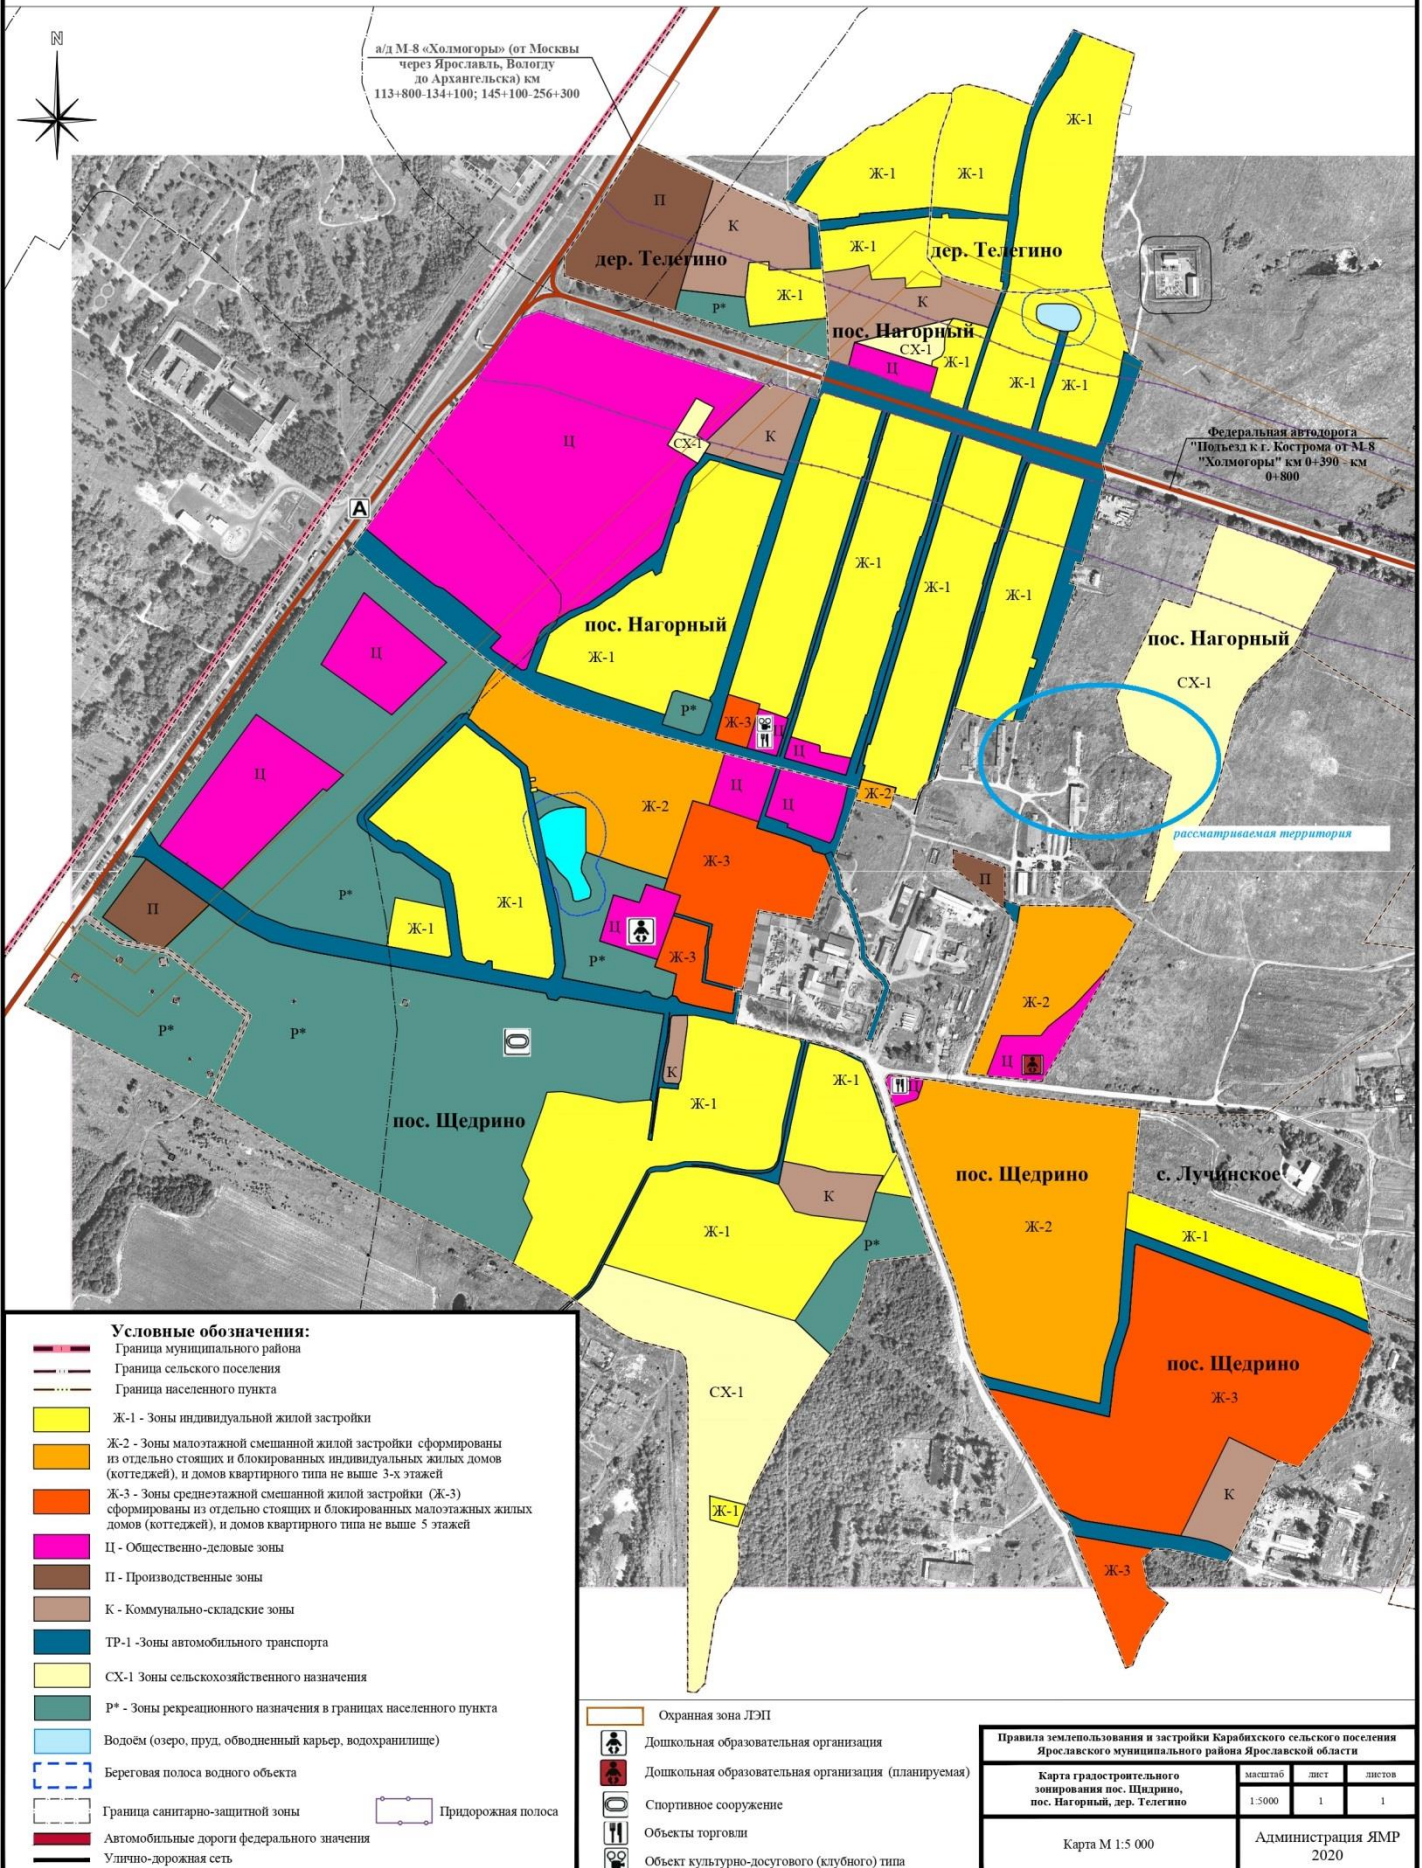 N
а/д М-8 «Холмогоры» (от Москвы
через Ярославль, Вологду
до Архангельска) км
113+800-134+100; 145+100-256+300
Ж-1
Ж-1
Ж-1
П
К
дер. Телегино
Ж-1
дер. Телегино
Ж-1
Р*
К
пос. Нагорный
СХ-1
Ж-1
Ц
Ж-1
Ж-1
Ц
СХ-1
К
Федеральная автодорога
"Подъезд к г. Кострома от М-8
"Холмогоры" км 0+390 - км
0+800
А
Ж-1
Ж-1
Ж-1
пос. Нагорный
Ж-1
пос. Нагорный
СХ-1
Ц
Р*
Ж-3
Ц
Ц
Ц
Ж-2
Ц
Ц
Ж-2
рассматриваемая территория
Ж-3
П
Р*
П
Ж-1
Ж-1
Ц
Р*
Ж-3
Ж-2
Р*
Р*
Ц
К
Ж-1
Ж-1
Ц
пос. Щедрино
пос. Щедрино
с. Лучинское
К
Ж-1
Р*
Ж-2
Ж-1
пос. Щедрино
Ж-3
СХ-1
Ж-1
К
Ж-3
Условные обозначения:
Граница муниципального района
Граница сельского поселения
Граница населенного пункта
Ж-1 - Зоны индивидуальной жилой застройки
Ж-2 - Зоны малоэтажной смешанной жилой застройки сформированы
из отдельно стоящих и блокированных индивидуальных жилых домов
(коттеджей), и домов квартирного типа не выше 3-х этажей
Ж-3 - Зоны среднеэтажной смешанной жилой застройки (Ж-3)
сформированы из отдельно стоящих и блокированных малоэтажных жилых
домов (коттеджей), и домов квартирного типа не выше 5 этажей
Ц - Общественно-деловые зоны
П - Производственные зоны
К - Коммунально-складские зоны
ТР-1 -Зоны автомобильного транспорта
СХ-1 Зоны сельскохозяйственного назначения
Р* - Зоны рекреационного назначения в границах населенного пункта
Водоём (озеро, пруд, обводненный карьер, водохранилище)
Береговая полоса водного объекта
Граница санитарно-защитной зоны
Придорожная полоса
Автомобильные дороги федерального значения
Улично-дорожная сеть
Охранная зона ЛЭП
Дошкольная образовательная организация
Дошкольная образовательная организация (планируемая)
Спортивное сооружение
Объекты торговли
Объект культурно-досугового (клубного) типа
Правила землепользования и застройки Карабихского сельского поселения
Ярославского муниципального района Ярославской области
Карта градостроительного
зонирования пос. Щндрино,
пос. Нагорный, дер. Телегино
масштаб лист листов
1:5000 1 1
Карта М 1:5 000
Администрация ЯМР
2020